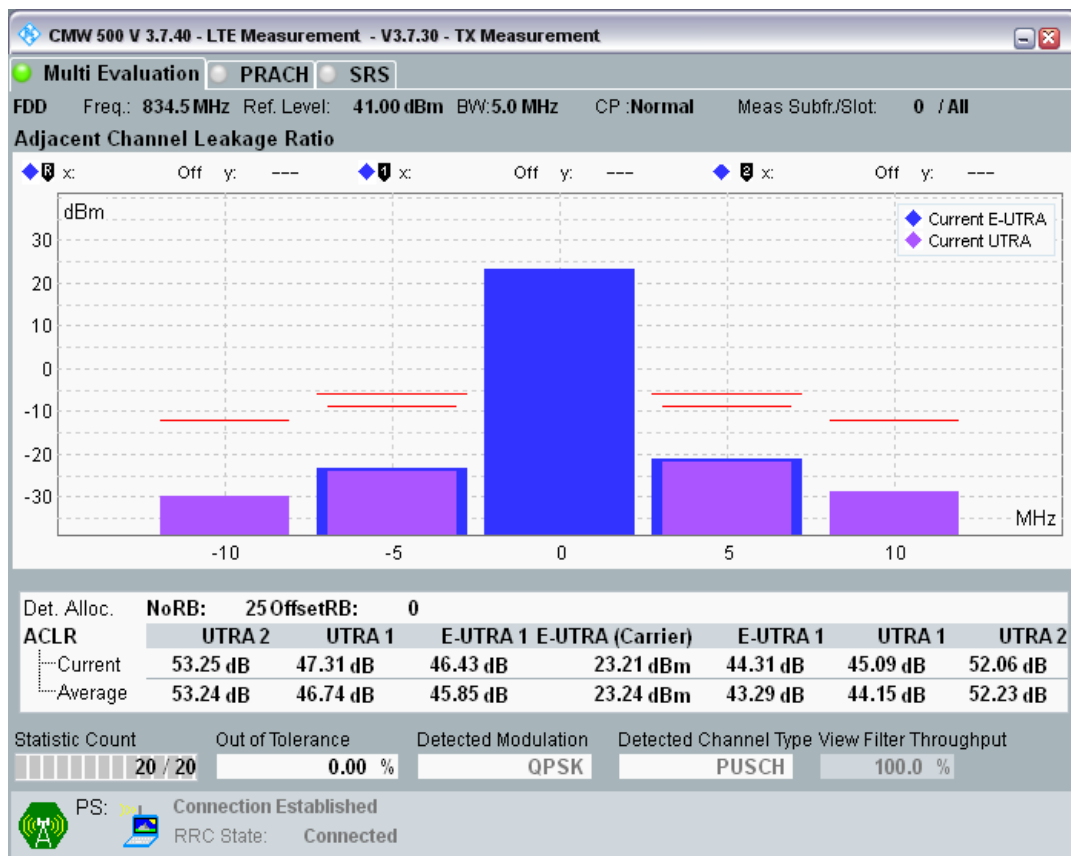 CMW 500 V 3.7.40 - LTE Measurement - V3.7.30 - TX Measurement
Multi Evaluation PRACH SRS
FDD Freq.: 834.5 MHz Ref. Level: 41.00 dBm BW:5.0 MHz CP :Normal Meas Subfr./Slot: 0 / All
Adjacent Channel Leakage Ratio
R x: Off y: --- 1 x: Off y: --- 2 x: Off y: ---
dBm
Current E-UTRA
Current UTRA
30
20
10
0
-10
-20
-30
MHz
-10 -5 0 5 10
Det. Alloc. NoRB: 25 OffsetRB: 0
ACLR UTRA 2 UTRA 1 E-UTRA 1 E-UTRA (Carrier) E-UTRA 1 UTRA 1 UTRA 2
Current 53.25 dB 47.31 dB 46.43 dB 23.21 dBm 44.31 dB 45.09 dB 52.06 dB
Average 53.24 dB 46.74 dB 45.85 dB 23.24 dBm 43.29 dB 44.15 dB 52.23 dB
Statistic Count Out of Tolerance Detected Modulation Detected Channel Type View Filter Throughput
20 / 20 0.00 % QPSK PUSCH 100.0 %
PS: Connection Established
RRC State: Connected